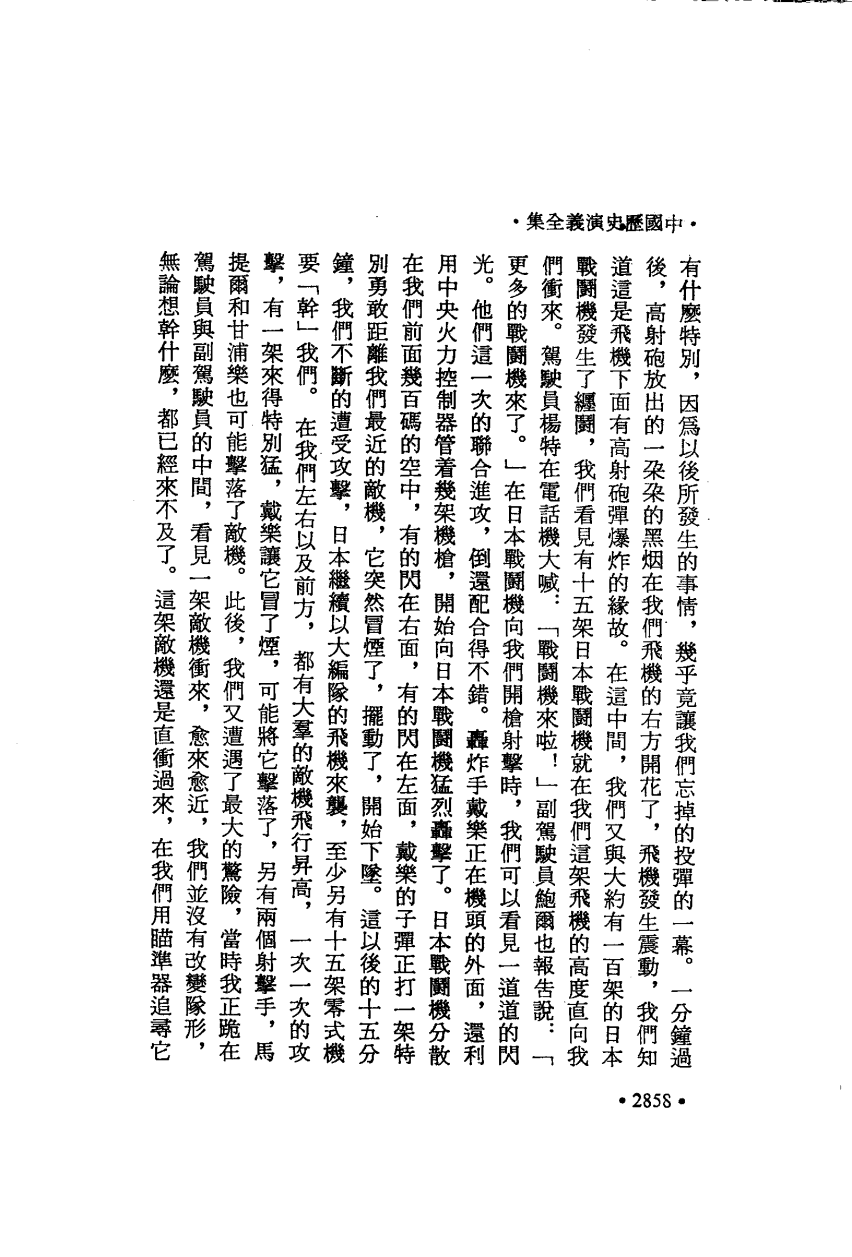 •中國歷史演義全集•
有什麼特別，因爲以後所發生的事情，幾乎竟讓我們忘掉的投彈的一幕。一分鐘過
後，高射砲放出的一朶朶的黑烟在我們飛機的右方開花了，飛機發生震動，我們知
道這是飛機下面有高射砲彈爆炸的緣故。在這中間，我們又與大約有一百架的日本
戰鬭機發生了纏鬭，我們看見有十五架日本戰鬭機就在我們這架飛機的高度直向我
們衝來。駕駛員楊特在電話機大喊：「戰鬭機來啦！」副駕駛員鮑爾也報告說：「
更多的戰鬭機來了。」在日本戰鬭機向我們開槍射擊時，我們可以看見一道道的閃
光。他們這一次的聯合進攻，倒還配合得不錯。轟炸手戴樂正在機頭的外面，還利
用中央火力控制器管着幾架機槍，開始向日本戰鬭機猛烈轟擊了。日本戰鬭機分散
在我們前面幾百碼的空中，有的閃在右面，有的閃在左面，戴樂的子彈正打一架特
別勇敢距離我們最近的敵機，它突然冒煙了，擺動了，開始下墜。這以後的十五分
鐘，我們不斷的遭受攻擊，日本繼續以大編隊的飛機來襲，至少另有十五架零式機
要「幹」我們。在我們左右以及前方，都有大羣的敵機飛行昇高，一次一次的攻
擊，有一架來得特別猛，戴樂讓它冒了煙，可能將它擊落了，另有兩個射擊手，馬
提爾和甘浦樂也可能擊落了敵機。此後，我們又遭遇了最大的驚險，當時我正跪在
駕駛員與副駕駛員的中間，看見一架敵機衝來，愈來愈近，我們並沒有改變隊形，
無論想幹什麼，都已經來不及了。這架敵機還是直衝過來，在我們用瞄準器追尋它
•2858•